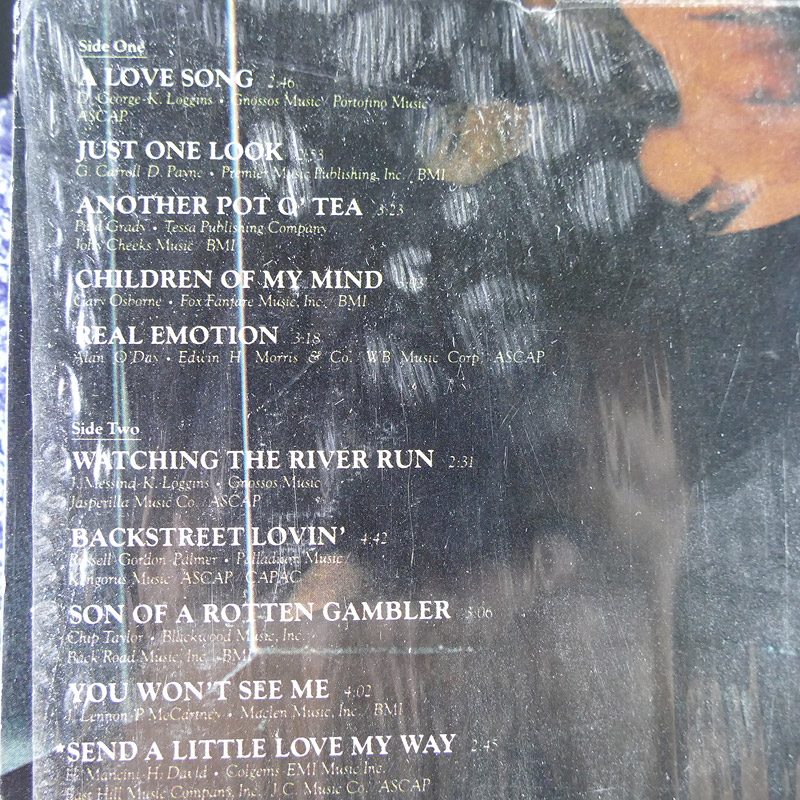 Side One
A LOVE SONG 2:46
D. George-K. Loggins • Gnossos Music Portofino Music
ASCAP
JUST ONE LOOK :53
G. Carroll D. Payne • Premier Music Publishing, Inc. BMI
ANOTHER POT O' TEA 3:23
Paul Grady • Tessa Publishing Company
John Cheeks Music BMI
CHILDREN OF MY MIND
Gary Osborne • Fox Fanfare Music, Inc. BMI
REAL EMOTION 3:18
Alan O'Day • Edwin H. Morris & Co. WB Music Corp. ASCAP
Side Two
WATCHING THE RIVER RUN 2:31
J. Messina-K. Loggins • Gnossos Music
Jasperilla Music Co. ASCAP
BACKSTREET LOVIN' 4:42
Russell-Gordon-Palmer • Palladium Music
Kangorus Music ASCAP / CAPAC
SON OF A ROTTEN GAMBLER 3:06
Chip Taylor • Blackwood Music, Inc.
Back Road Music, Inc. BMI
YOU WON'T SEE ME 4:02
J. Lennon-P. McCartney • Maclen Music, Inc. BMI
*SEND A LITTLE LOVE MY WAY 2:45
H. Mancini-H. David • Colgems-EMI Music Inc.
East Hill Music Company, Inc. J.C. Music Co. ASCAP